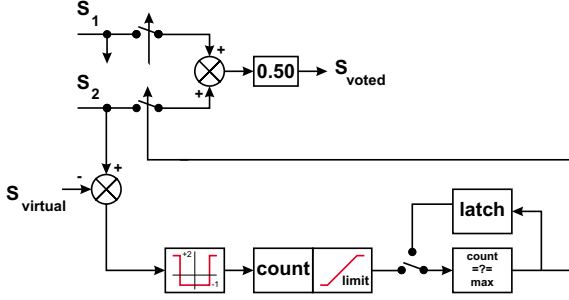 S1
+
0.50
Svoted
+
S2
+
-
Svirtual
latch
+2
-1
count
limit
count
=?=
max